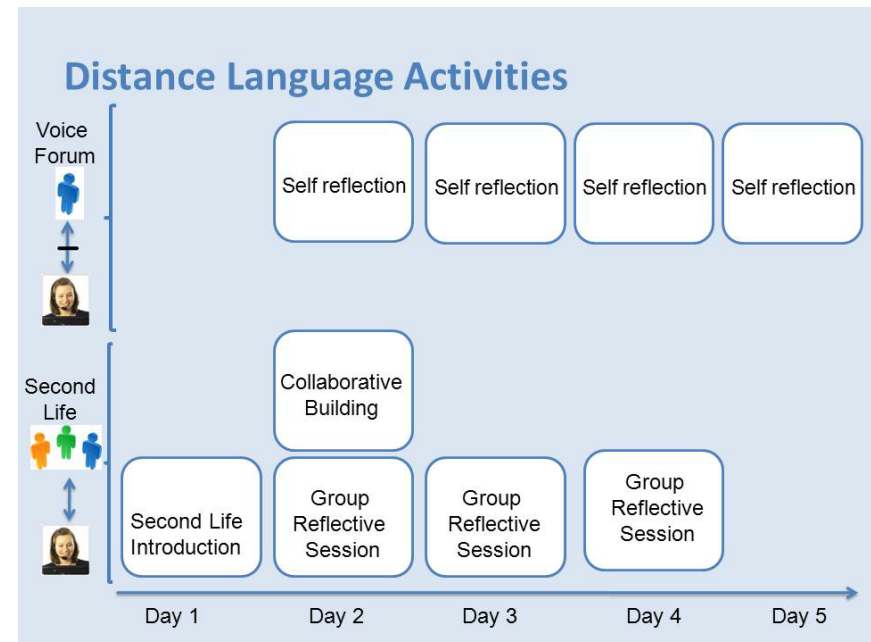 Distance Language Activities
Voice
Forum
Self reflection
Self reflection
Self reflection
Self reflection
Second
Life
Collaborative
Building
Second Life
Introduction
Group
Reflective
Session
Group
Reflective
Session
Group
Reflective
Session
Day 1
Day 2
Day 3
Day 4
Day 5